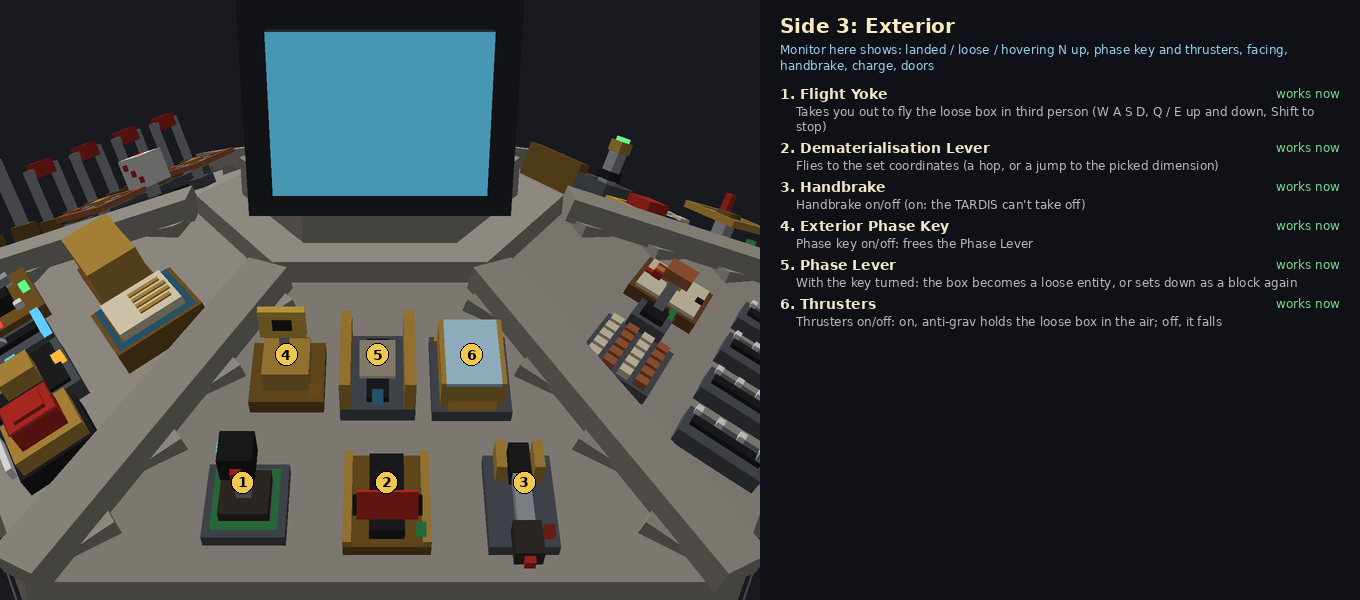 Side 3: Exterior
Monitor here shows: landed / loose / hovering N up, phase key and thrusters, facing,
handbrake, charge, doors
1. Flight Yoke works now
Takes you out to fly the loose box in third person (W A S D, Q / E up and down, Shift to
stop)
2. Dematerialisation Lever works now
Flies to the set coordinates (a hop, or a jump to the picked dimension)
3. Handbrake works now
Handbrake on/off (on: the TARDIS can't take off)
4. Exterior Phase Key works now
Phase key on/off: frees the Phase Lever
5. Phase Lever works now
With the key turned: the box becomes a loose entity, or sets down as a block again
6. Thrusters works now
Thrusters on/off: on, anti-grav holds the loose box in the air; off, it falls
4 5 6
1 2 3